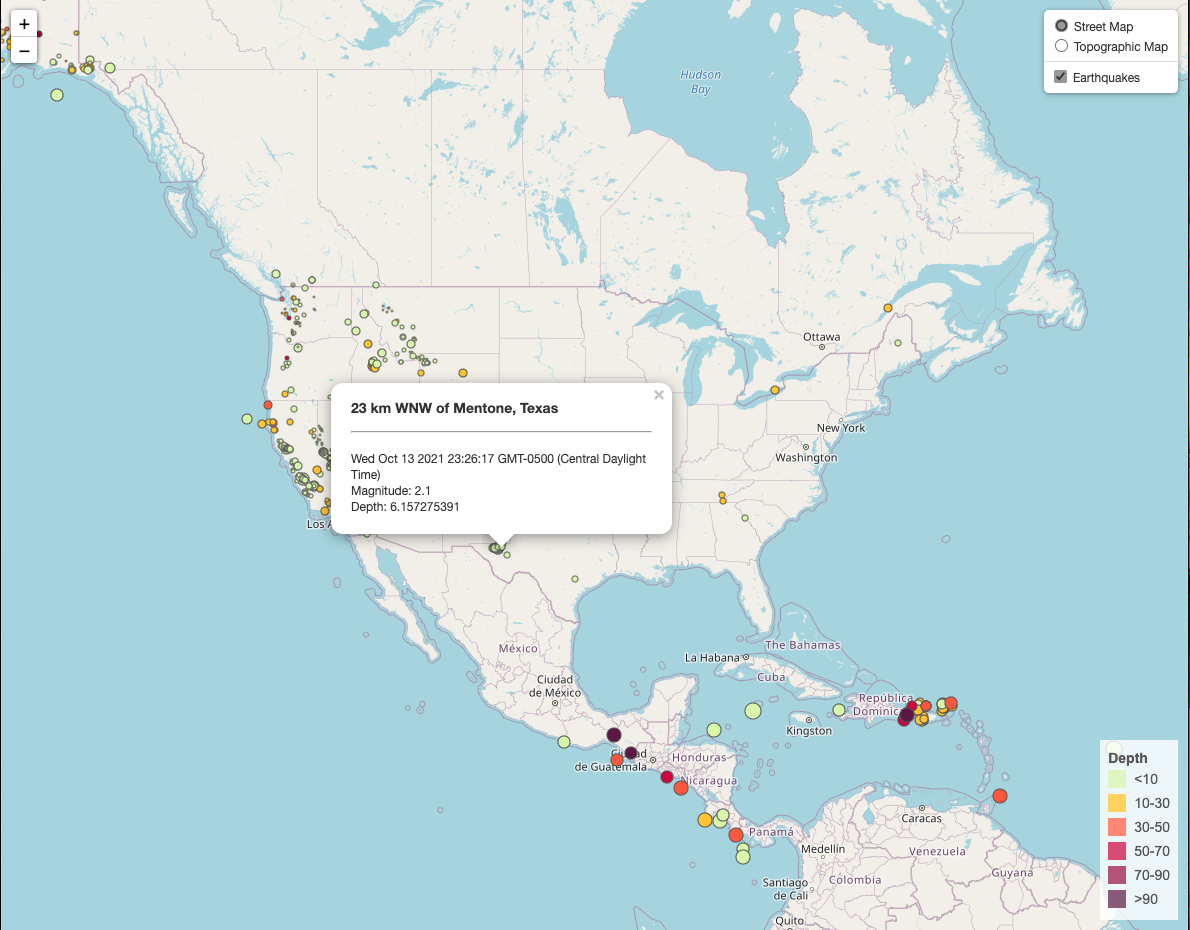 +
−
Street Map
Topographic Map
Earthquakes
Hudson
Bay
Ottawa
New York
Washington
23 km WNW of Mentone, Texas
×
Wed Oct 13 2021 23:26:17 GMT-0500 (Central Daylight
Time)
Magnitude: 2.1
Depth: 6.157275391
Los A
México
Ciudad
de México
La Habana
The Bahamas
Cuba
República
Dominic
Kingston
de Guatemala
Honduras
Nicaragua
Panamá
Caracas
Medellín
Venezuela
Guyana
Colombia
Santiago
de Cali
Quito
Depth
<10
10-30
30-50
50-70
70-90
>90